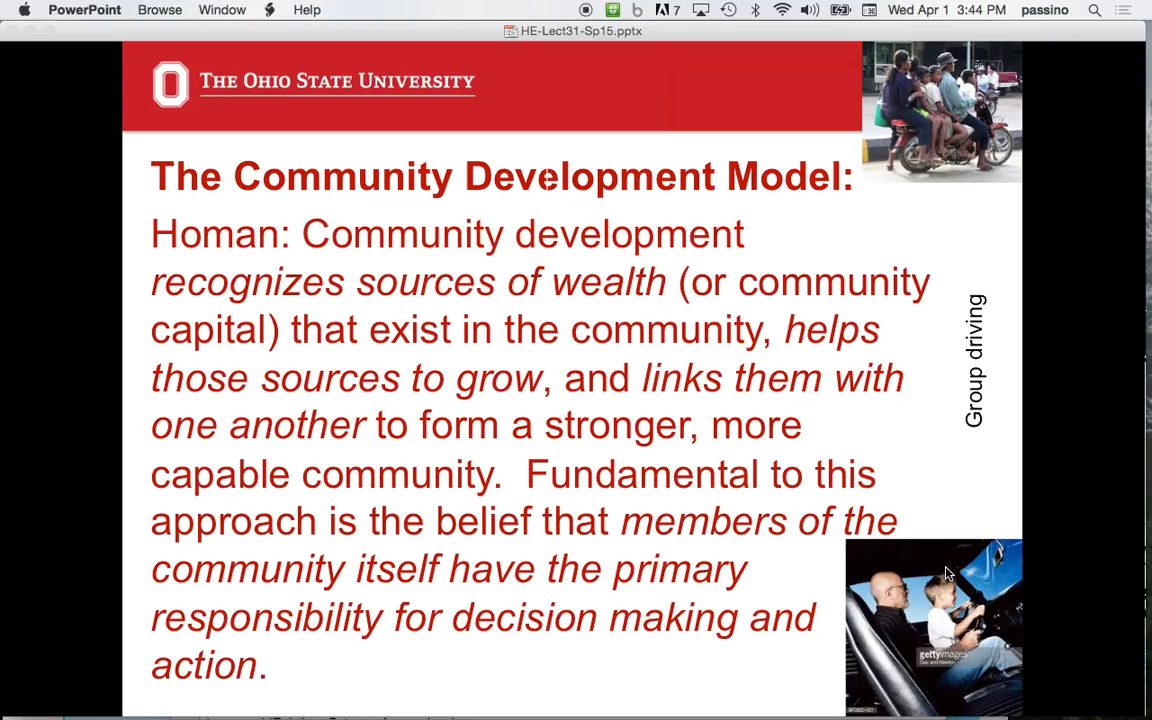 PowerPoint Browse Window Help 7 Wed Apr 1 3:44 PM passino
HE-Lect31-Sp15.pptx
THE OHIO STATE UNIVERSITY
The Community Development Model:
Homan: Community development
recognizes sources of wealth (or community
capital) that exist in the community, helps
those sources to grow, and links them with
one another to form a stronger, more
capable community. Fundamental to this
approach is the belief that members of the
community itself have the primary
responsibility for decision making and
action.
Group driving
gettyimages